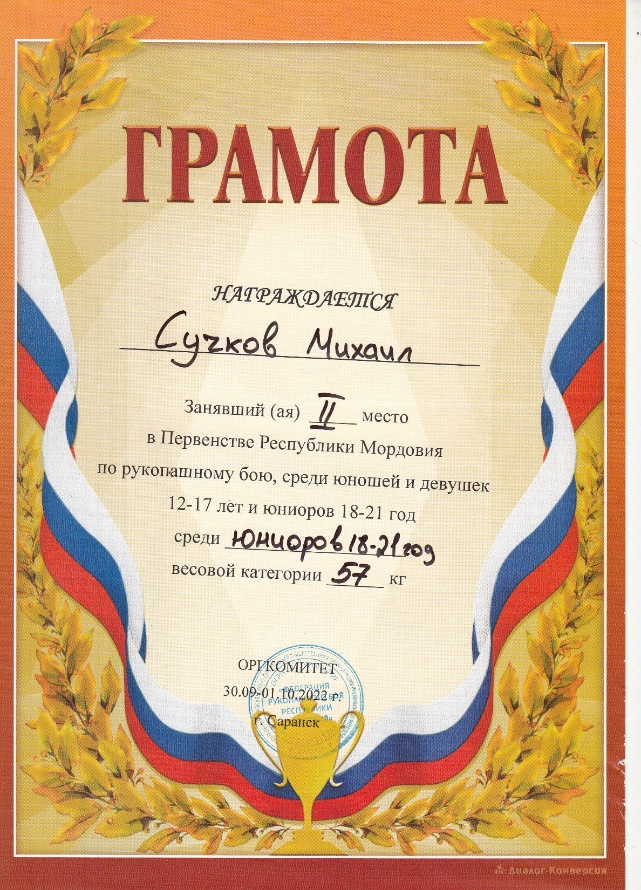 ГРАМОТА
НАГРАЖДАЕТСЯ
Сучков Михаил
Занявший (ая) II место
в Первенстве Республики Мордовия
по рукопашному бою, среди юношей и девушек
12-17 лет и юниоров 18-21 год
среди юниоров 18-21 год
весовой категории 57 кг
ОРГКОМИТЕТ
30.09-01.10.2022 г.
г. Саранск
ФЕДЕРАЦИЯ
РЕСПУБЛИКИ
Диалог-Конверсия